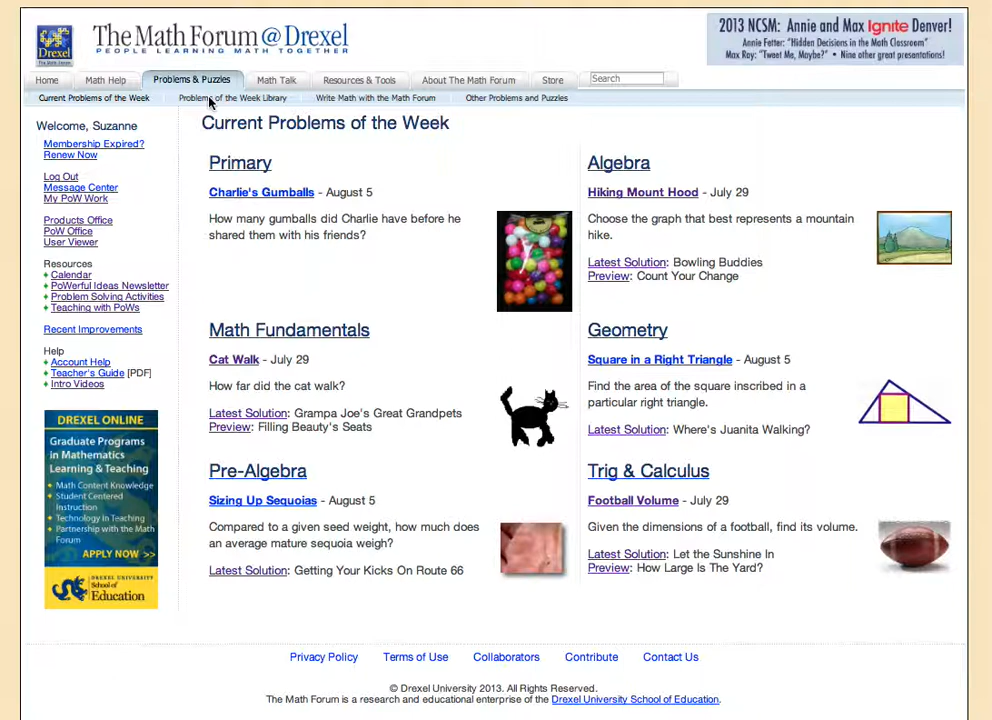 Drexel
The Math Forum @ Drexel
PEOPLE LEARNING MATH TOGETHER
2013 NCSM: Annie and Max Ignite Denver!
Annie Fetter: "Hidden Decisions in the Math Classroom"
Max Ray: "Tweet Me, Maybe?" • Nine other great presentations!
Home Math Help Problems & Puzzles Math Talk Resources & Tools About The Math Forum Store Search
Current Problems of the Week Problems of the Week Library Write Math with the Math Forum Other Problems and Puzzles
Welcome, Suzanne
Membership Expired?
Renew Now
Log Out
Message Center
My PoW Work
Products Office
PoW Office
User Viewer
Resources
Calendar
PoWerful Ideas Newsletter
Problem Solving Activities
Teaching with PoWs
Recent Improvements
Help
Account Help
Teacher's Guide [PDF]
Intro Videos
DREXEL ONLINE
Graduate Programs
in Mathematics
Learning & Teaching
• Math Content Knowledge
• Student Centered
Instruction
• Technology in Teaching
• Partnership with the Math
Forum
APPLY NOW >>
DREXEL UNIVERSITY
School of
Education
Current Problems of the Week
Primary
Charlie's Gumballs - August 5
How many gumballs did Charlie have before he
shared them with his friends?
Algebra
Hiking Mount Hood - July 29
Choose the graph that best represents a mountain
hike.
Latest Solution: Bowling Buddies
Preview: Count Your Change
Math Fundamentals
Cat Walk - July 29
How far did the cat walk?
Latest Solution: Grampa Joe's Great Grandpets
Preview: Filling Beauty's Seats
Geometry
Square in a Right Triangle - August 5
Find the area of the square inscribed in a
particular right triangle.
Latest Solution: Where's Juanita Walking?
Pre-Algebra
Sizing Up Sequoias - August 5
Compared to a given seed weight, how much does
an average mature sequoia weigh?
Latest Solution: Getting Your Kicks On Route 66
Trig & Calculus
Football Volume - July 29
Given the dimensions of a football, find its volume.
Latest Solution: Let the Sunshine In
Preview: How Large Is The Yard?
Privacy Policy Terms of Use Collaborators Contribute Contact Us
© Drexel University 2013. All Rights Reserved.
The Math Forum is a research and educational enterprise of the Drexel University School of Education.